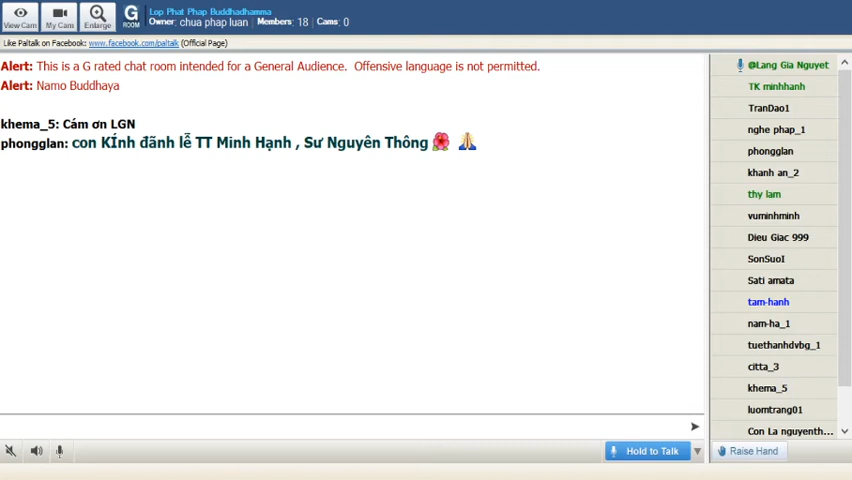 View Cam
My Cam
Enlarge
G
ROOM
Lop Phat Phap Buddhadhamma
Owner: chua phap luan
Members: 18
Cams: 0
Like Paltalk on Facebook: www.facebook.com/paltalk (Official Page)
Alert: This is a G rated chat room intended for a General Audience. Offensive language is not permitted.
Alert: Namo Buddhaya
khema_5: Cám ơn LGN
phongglan: con KÍnh đãnh lễ TT Minh Hạnh , Sư Nguyên Thông
@Lang Gia Nguyet
TK minhhanh
TranDao1
nghe phap_1
phongglan
khanh an_2
thy lam
vuminhminh
Dieu Giac 999
SonSuoI
Sati amata
tam-hanh
nam-ha_1
tuethanhdvbg_1
citta_3
khema_5
luomtrang01
Con La nguyenth...
Hold to Talk
Raise Hand